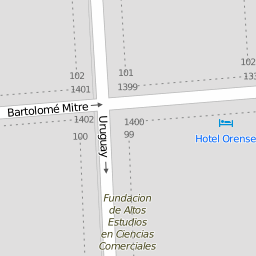 102
101
1401
1399
102
133
Bartolomé Mitre
1402
1400
100
99
Uruguay
Hotel Orense
Fundacion
de Altos
Estudios
en Ciencias
Comerciales